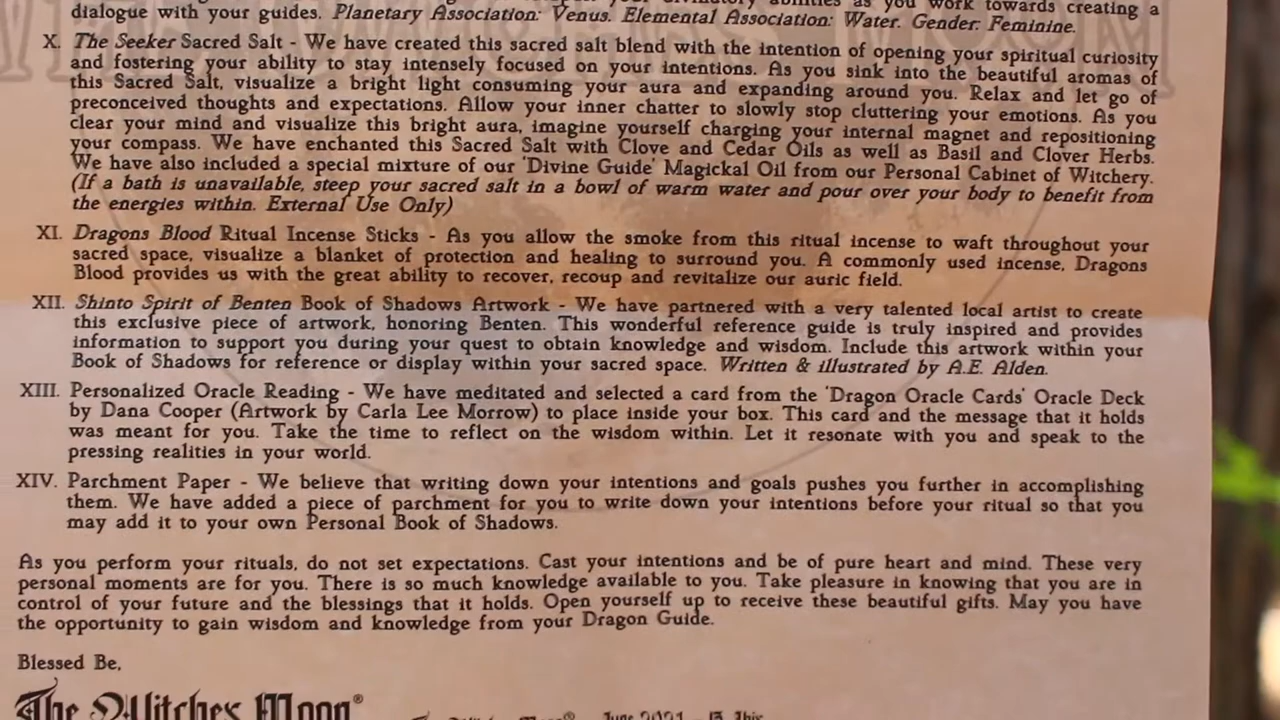 abilities as you work towards creating a
dialogue with your guides. Planetary Association: Venus. Elemental Association: Water. Gender: Feminine.
X. The Seeker Sacred Salt - We have created this sacred salt blend with the intention of opening your spiritual curiosity
and fostering your ability to stay intensely focused on your intentions. As you sink into the beautiful aromas of
this Sacred Salt, visualize a bright light consuming your aura and expanding around you. Relax and let go of
preconceived thoughts and expectations. Allow your inner chatter to slowly stop cluttering your emotions. As you
clear your mind and visualize this bright aura, imagine yourself charging your internal magnet and repositioning
your compass. We have enchanted this Sacred Salt with Clove and Cedar Oils as well as Basil and Clover Herbs.
We have also included a special mixture of our 'Divine Guide' Magickal Oil from our Personal Cabinet of Witchery.
(If a bath is unavailable, steep your sacred salt in a bowl of warm water and pour over your body to benefit from
the energies within. External Use Only)
XI. Dragons Blood Ritual Incense Sticks - As you allow the smoke from this ritual incense to waft throughout your
sacred space, visualize a blanket of protection and healing to surround you. A commonly used incense, Dragons
Blood provides us with the great ability to recover, recoup and revitalize our auric field.
XII. Shinto Spirit of Benten Book of Shadows Artwork - We have partnered with a very talented local artist to create
this exclusive piece of artwork, honoring Benten. This wonderful reference guide is truly inspired and provides
information to support you during your quest to obtain knowledge and wisdom. Include this artwork within your
Book of Shadows for reference or display within your sacred space. Written & illustrated by A.E. Alden.
XIII. Personalized Oracle Reading - We have meditated and selected a card from the 'Dragon Oracle Cards' Oracle Deck
by Dana Cooper (Artwork by Carla Lee Morrow) to place inside your box. This card and the message that it holds
was meant for you. Take the time to reflect on the wisdom within. Let it resonate with you and speak to the
pressing realities in your world.
XIV. Parchment Paper - We believe that writing down your intentions and goals pushes you further in accomplishing
them. We have added a piece of parchment for you to write down your intentions before your ritual so that you
may add it to your own Personal Book of Shadows.
As you perform your rituals, do not set expectations. Cast your intentions and be of pure heart and mind. These very
personal moments are for you. There is so much knowledge available to you. Take pleasure in knowing that you are in
control of your future and the blessings that it holds. Open yourself up to receive these beautiful gifts. May you have
the opportunity to gain wisdom and knowledge from your Dragon Guide.
Blessed Be,
The Witches Moon®